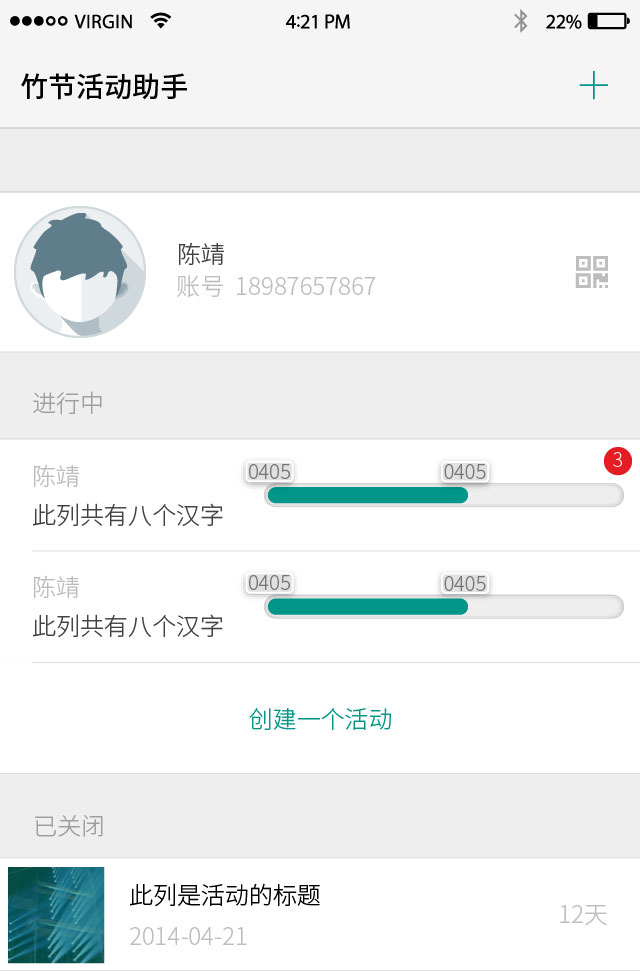 VIRGIN 4:21 PM 22%
竹节活动助手
陈靖
账号 18987657867
进行中
3
陈靖 0405 0405
此列共有八个汉字
陈靖 0405 0405
此列共有八个汉字
创建一个活动
已关闭
此列是活动的标题
12天
2014-04-21